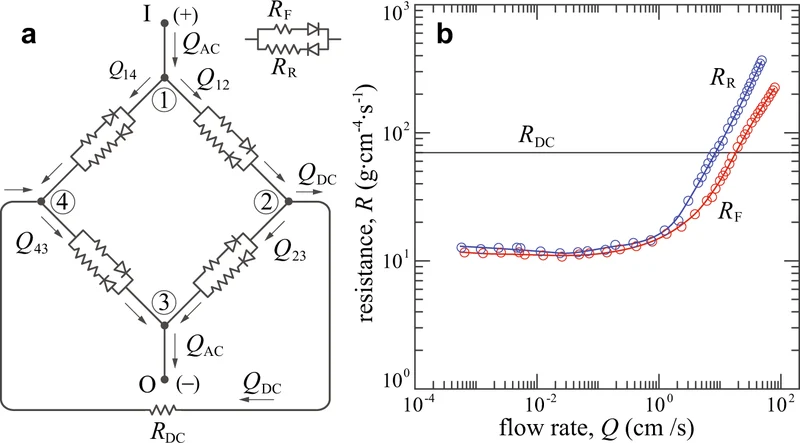 a
I (+)
Q_AC
R_F
R_R
Q_14
Q_12
1
4
2
Q_DC
Q_43
Q_23
3
Q_AC
O (−)
Q_DC
R_DC
b
10^3
10^2
10^1
10^0
resistance, R (g·cm^-4·s^-1)
R_R
R_DC
R_F
10^-4
10^-2
10^0
10^2
flow rate, Q (cm /s)